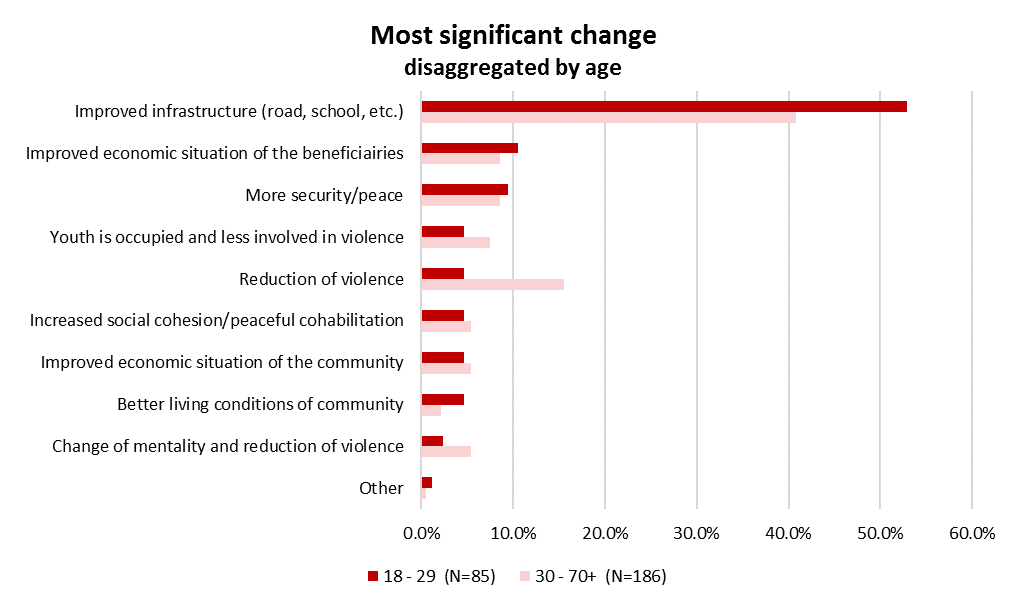 Most significant change
disaggregated by age
Improved infrastructure (road, school, etc.)
Improved economic situation of the beneficiairies
More security/peace
Youth is occupied and less involved in violence
Reduction of violence
Increased social cohesion/peaceful cohabilitation
Improved economic situation of the community
Better living conditions of community
Change of mentality and reduction of violence
Other
0.0% 10.0% 20.0% 30.0% 40.0% 50.0% 60.0%
18 - 29 (N=85) 30 - 70+ (N=186)